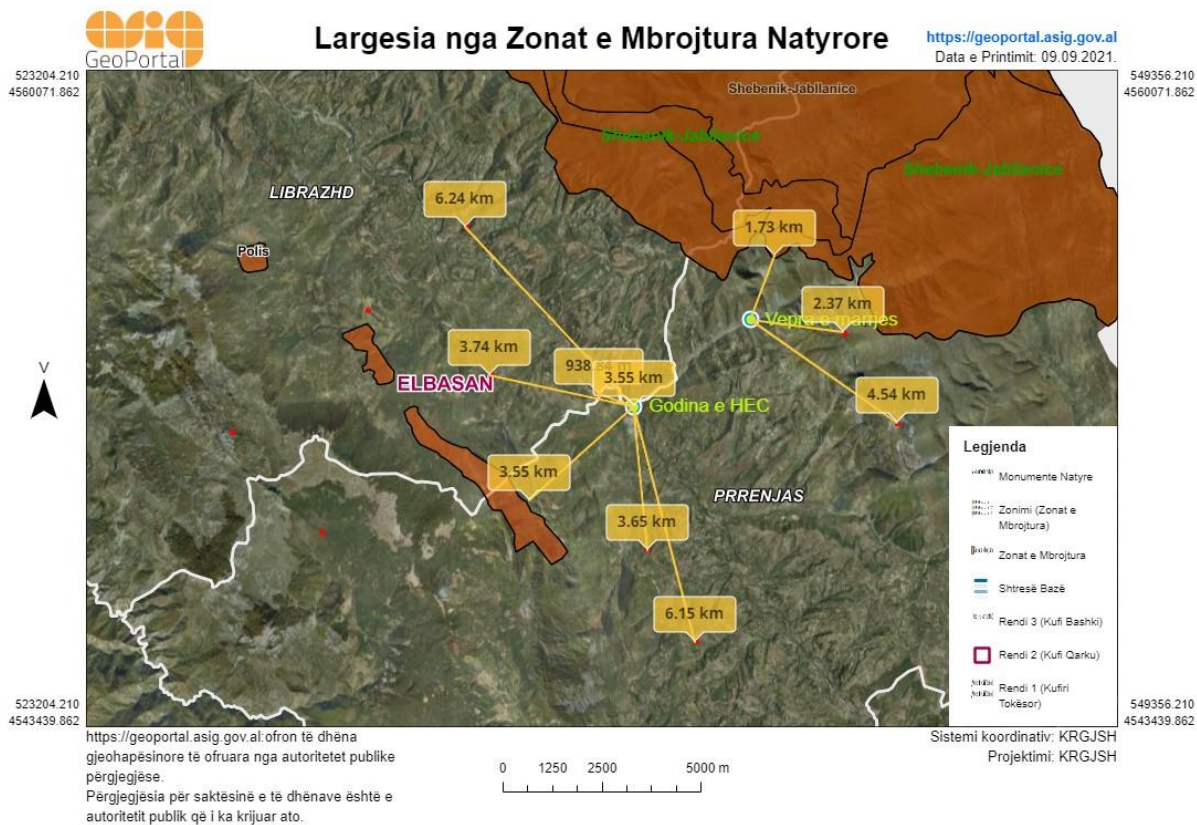 asig
GeoPortal
Largesia nga Zonat e Mbrojtura Natyrore
https://geoportal.asig.gov.al
Data e Printimit: 09.09.2021.
523204.210
4560071.862
549356.210
4560071.862
Shebenik-Jabllanice
Shebenik-Jabllanice
Shebenik-Jabllanice
LIBRAZHD
6.24 km
1.73 km
Polis
2.37 km
Vepra e marrjes
3.74 km
938.84 m
3.55 km
ELBASAN
4.54 km
Godina e HEC
3.55 km
PRRENJAS
3.65 km
6.15 km
Legjenda
Monumente Natyre
Zonimi (Zonat e
Mbrojtura)
Zonat e Mbrojtura
Shtresë Bazë
Rendi 3 (Kufi Bashki)
Rendi 2 (Kufi Qarku)
Rendi 1 (Kufiri
Tokësor)
V
523204.210
4543439.862
549356.210
4543439.862
https://geoportal.asig.gov.al:ofron të dhëna
gjeohapësinore të ofruara nga autoritetet publike
përgjegjëse.
Përgjegjësia për saktësinë e të dhënave është e
autoritetit publik që i ka krijuar ato.
0 1250 2500 5000 m
Sistemi koordinativ: KRGJSH
Projektimi: KRGJSH